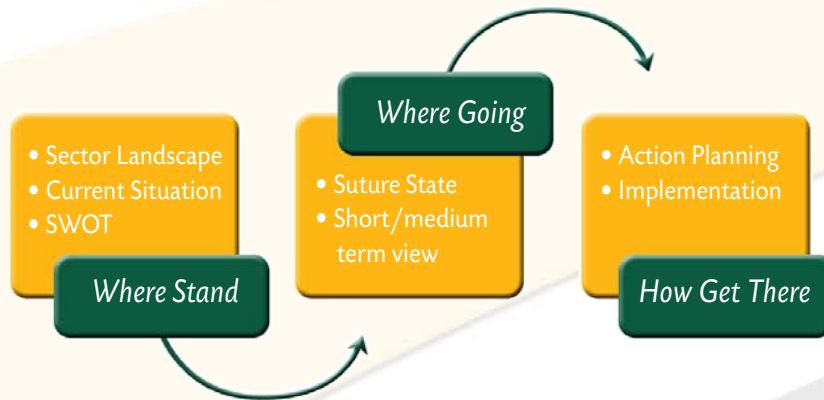 • Sector Landscape
• Current Situation
• SWOT
Where Stand
Where Going
• Suture State
• Short/medium
term view
• Action Planning
• Implementation
How Get There